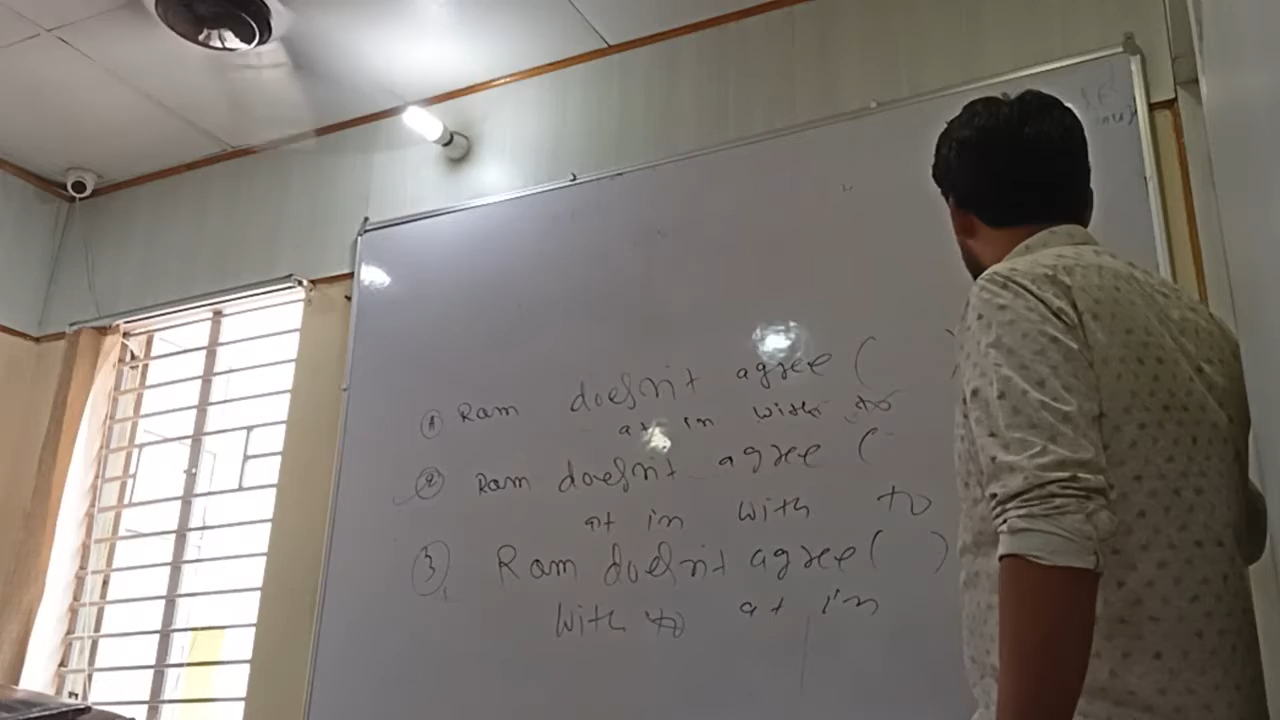 ① Ram doesn't agree ( )
at in with to
② Ram doesn't agree (
at in with to
③ Ram doesn't agree ( )
with to at in